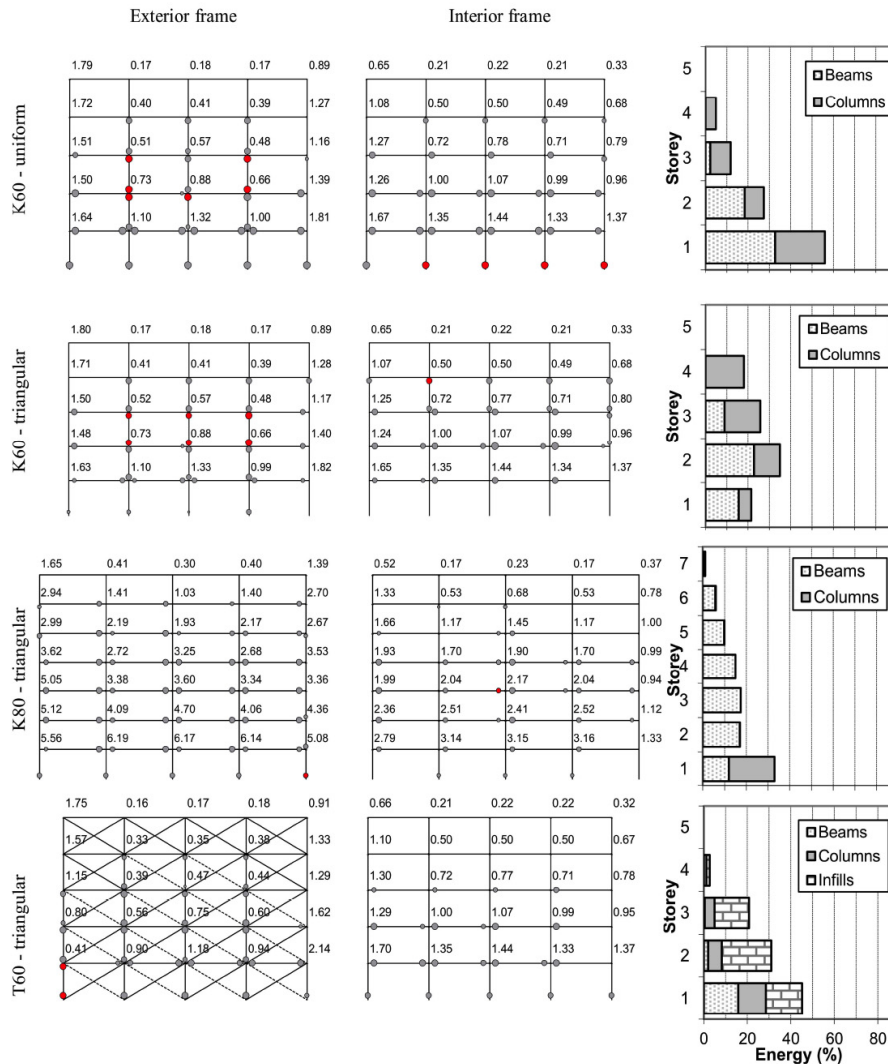 Exterior frame
Interior frame
K60 - uniform
1.79 0.17 0.18 0.17 0.89
1.72 0.40 0.41 0.39 1.27
1.51 0.51 0.57 0.48 1.16
1.50 0.73 0.88 0.66 1.39
1.64 1.10 1.32 1.00 1.81
0.65 0.21 0.22 0.21 0.33
1.08 0.50 0.50 0.49 0.68
1.27 0.72 0.78 0.71 0.79
1.26 1.00 1.07 0.99 0.96
1.67 1.35 1.44 1.33 1.37
Storey
5
4
3
2
1
Beams
Columns
K60 - triangular
1.80 0.17 0.18 0.17 0.89
1.71 0.41 0.41 0.39 1.28
1.50 0.52 0.57 0.48 1.17
1.48 0.73 0.88 0.66 1.40
1.63 1.10 1.33 0.99 1.82
0.65 0.21 0.22 0.21 0.33
1.07 0.50 0.50 0.49 0.68
1.25 0.72 0.77 0.71 0.80
1.24 1.00 1.07 0.99 0.96
1.65 1.35 1.44 1.34 1.37
Storey
5
4
3
2
1
Beams
Columns
K80 - triangular
1.65 0.41 0.30 0.40 1.39
2.94 1.41 1.03 1.40 2.70
2.99 2.19 1.93 2.17 2.67
3.62 2.72 3.25 2.68 3.53
5.05 3.38 3.60 3.34 3.36
5.12 4.09 4.70 4.06 4.36
5.56 6.19 6.17 6.14 5.08
0.52 0.17 0.23 0.17 0.37
1.33 0.53 0.68 0.53 0.78
1.66 1.17 1.45 1.17 1.00
1.93 1.70 1.90 1.70 0.99
1.99 2.04 2.17 2.04 0.94
2.36 2.51 2.41 2.52 1.12
2.79 3.14 3.15 3.16 1.33
Storey
7
6
5
4
3
2
1
Beams
Columns
T60 - triangular
1.75 0.16 0.17 0.18 0.91
1.57 0.33 0.35 0.38 1.33
1.15 0.39 0.47 0.44 1.29
0.80 0.56 0.75 0.60 1.62
0.41 0.90 1.18 0.94 2.14
0.66 0.21 0.22 0.22 0.32
1.10 0.50 0.50 0.50 0.67
1.30 0.72 0.77 0.71 0.78
1.29 1.00 1.07 0.99 0.95
1.70 1.35 1.44 1.33 1.37
Storey
5
4
3
2
1
Beams
Columns
Infills
0 20 40 60 80
Energy (%)